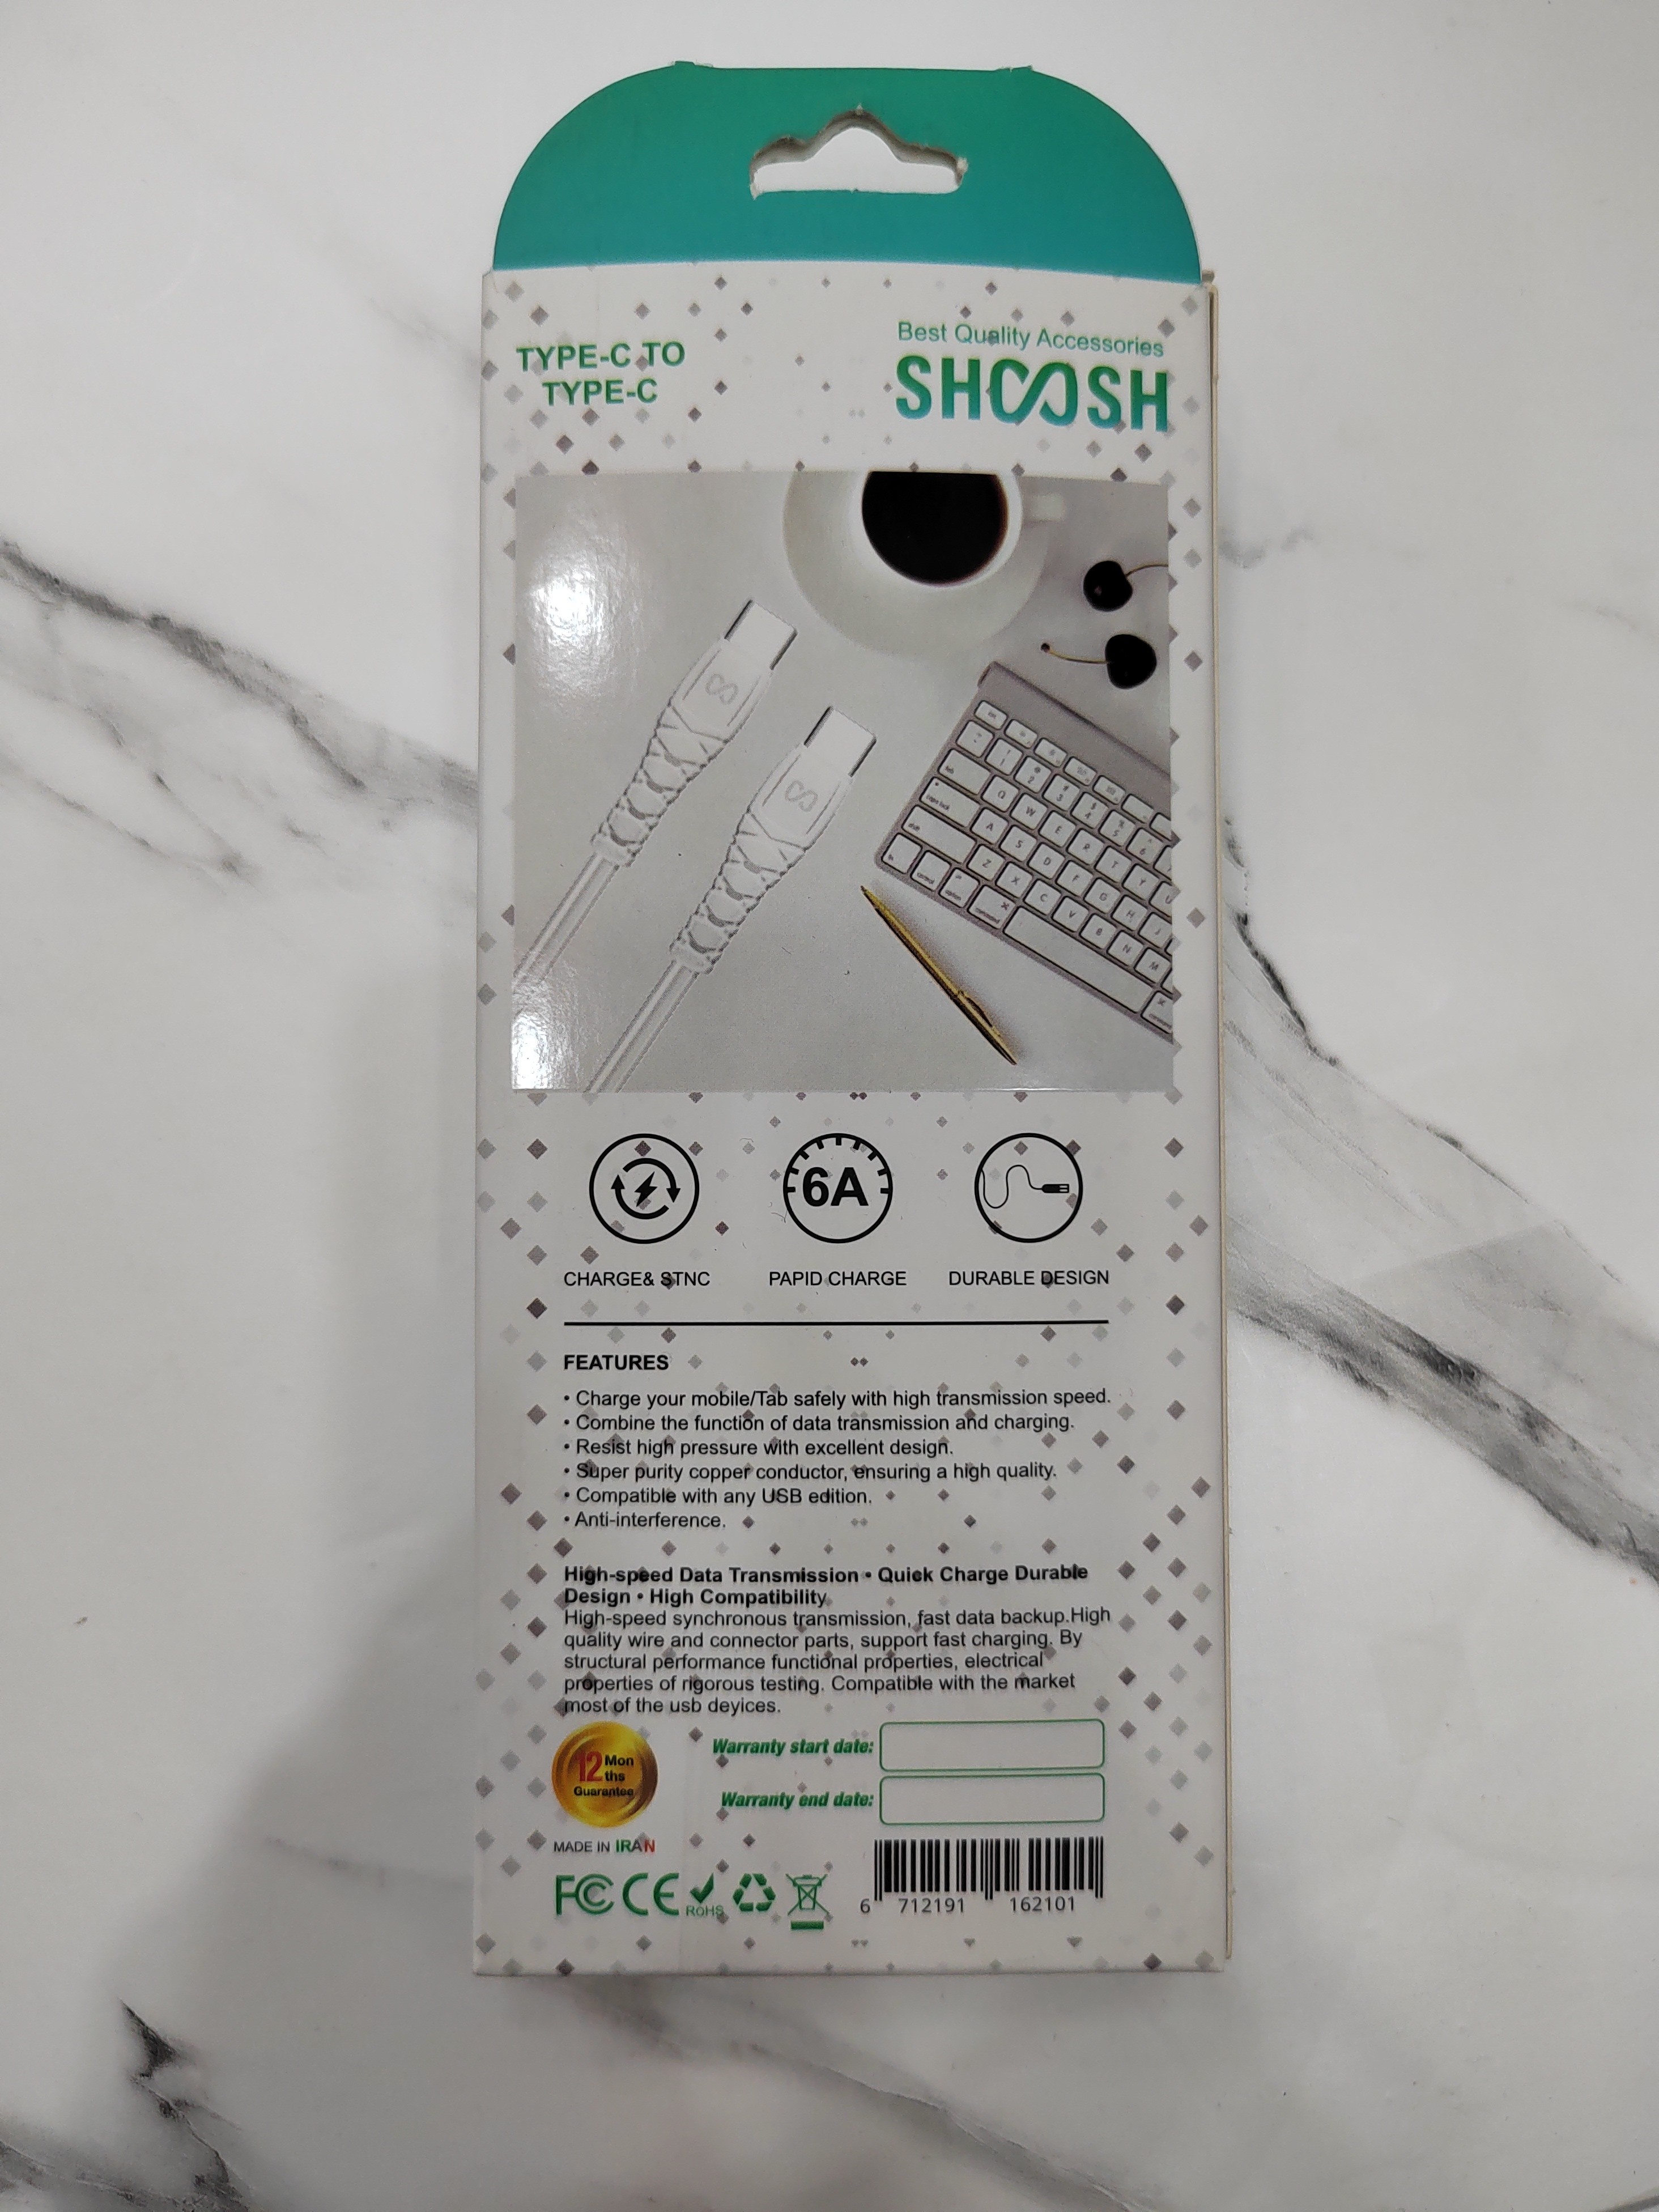 TYPE-C TO
TYPE-C
Best Quality Accessories
SHOOSH
6A
CHARGE& STNC
PAPID CHARGE
DURABLE DESIGN
FEATURES
• Charge your mobile/Tab safely with high transmission speed.
• Combine the function of data transmission and charging.
• Resist high pressure with excellent design.
• Super purity copper conductor, ensuring a high quality.
• Compatible with any USB edition.
• Anti-interference.
High-speed Data Transmission • Quick Charge Durable
Design • High Compatibility
High-speed synchronous transmission, fast data backup.High
quality wire and connector parts, support fast charging. By
structural performance functional properties, electrical
properties of rigorous testing. Compatible with the market
most of the usb deyices.
12 Mon
ths
Guarantee
Warranty start date:
Warranty end date:
MADE IN IRAN
FC CE ROHS
6 712191 162101